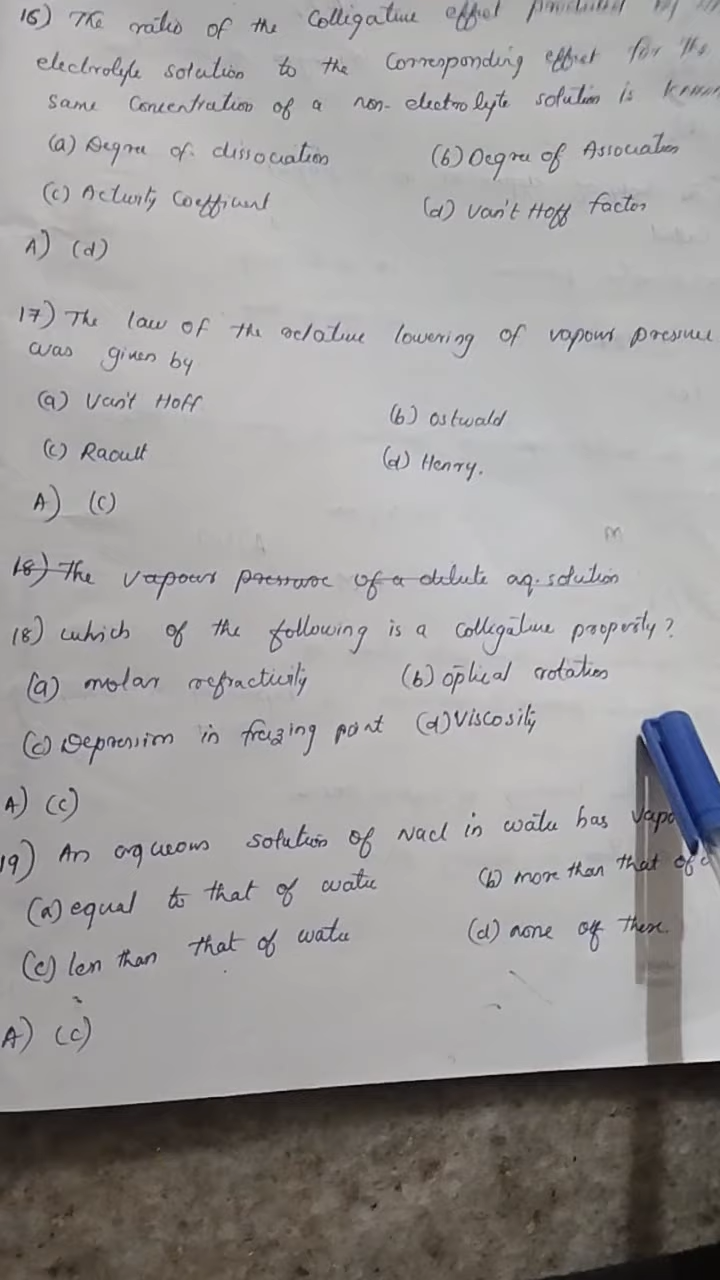 16) The ratio of the Colligative effect produced by
electrolyte solution to the Corresponding effect for the
same Concentration of a non-electrolyte solution is known
(a) Degree of dissociation (b) Degree of Association
(c) Activity Coefficient (d) Van't Hoff factor
A) (d)
17) The law of the relative lowering of vapour pressure
was given by
(a) Van't Hoff (b) Ostwald
(c) Raoult (d) Henry.
A) (c)
m
18) The vapour pressure of a dilute aq. solution
18) which of the following is a colligative property?
(a) molar refractivity (b) optical rotation
(c) Depression in freezing point (d) Viscosity
A) (c)
19) An aqueous solution of Nacl in water has
(a) equal to that of water (b) more than that of
(c) less than that of water (d) none of these.
A) (c)